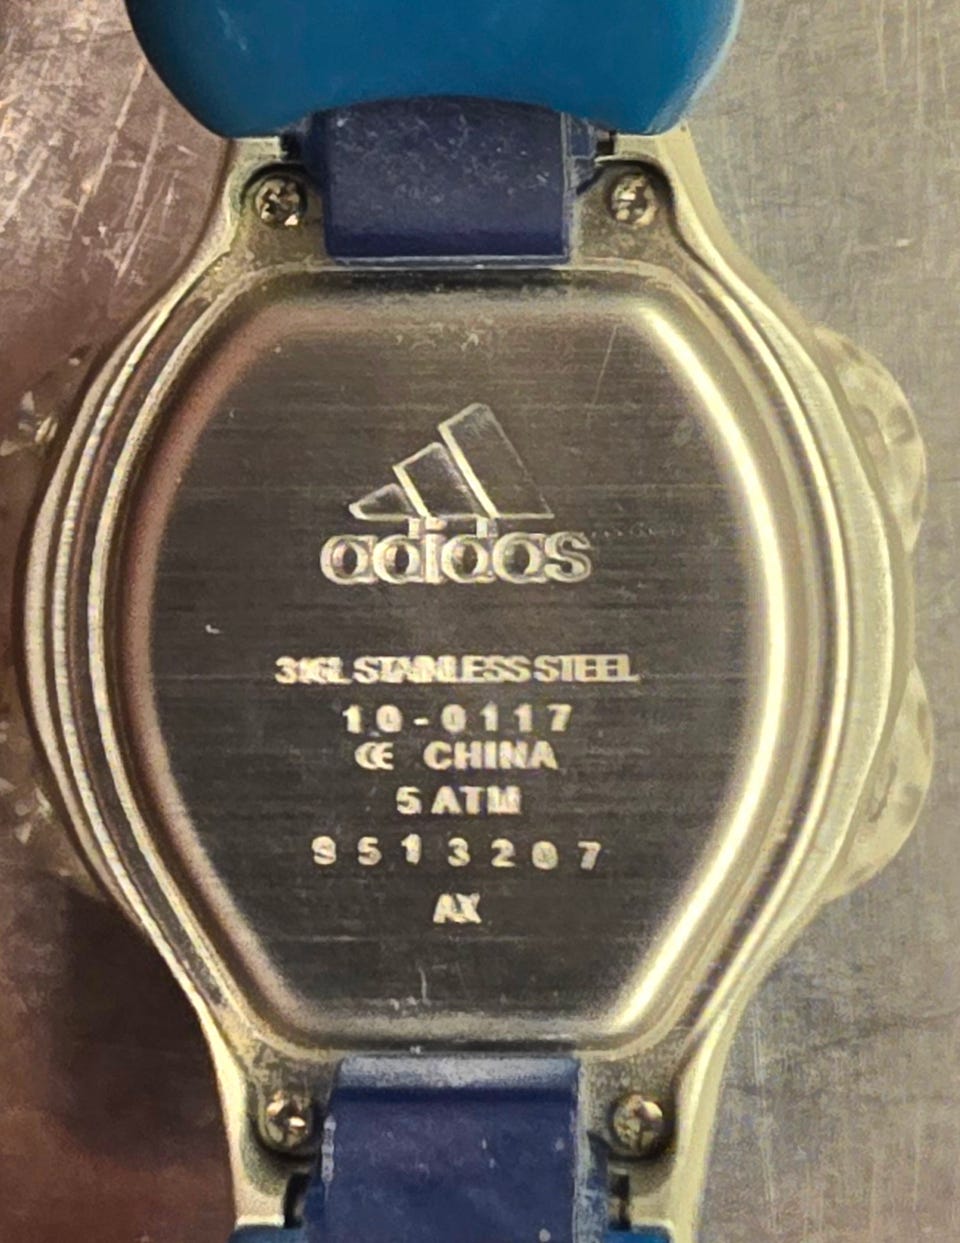 adidas
316L STAINLESS STEEL
10-0117
CE CHINA
5 ATM
9513207
AX